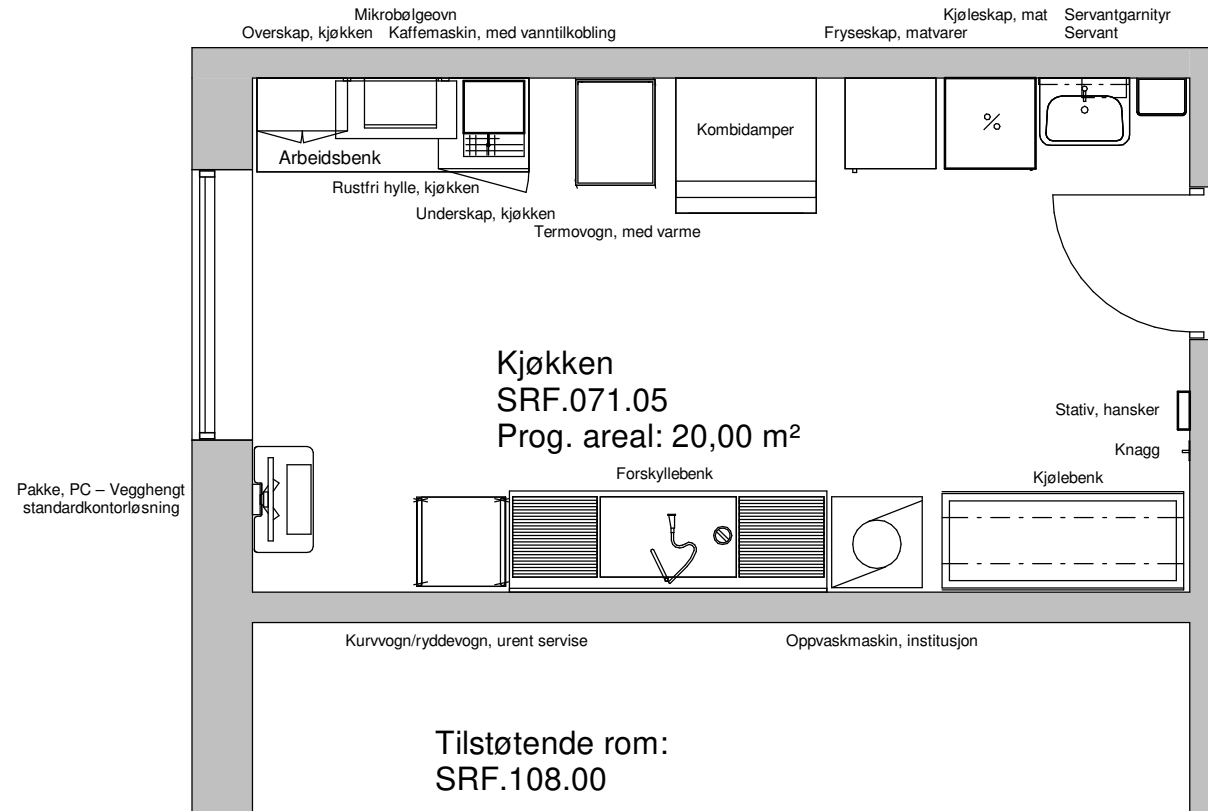 Mikrobølgeovn
Overskap, kjøkken
Kaffemaskin, med vanntilkobling
Kjøleskap, mat
Servantgarnityr
Fryseskap, matvarer
Servant
Kombidamper
%
Arbeidsbenk
Rustfri hylle, kjøkken
Underskap, kjøkken
Termovogn, med varme
Kjøkken
SRF.071.05
Prog. areal: 20,00 m²
Stativ, hansker
Knagg
Forskyllebenk
Kjølebenk
Pakke, PC – Vegghengt
standardkontorløsning
Kurvvogn/ryddevogn, urent servise
Oppvaskmaskin, institusjon
Tilstøtende rom:
SRF.108.00